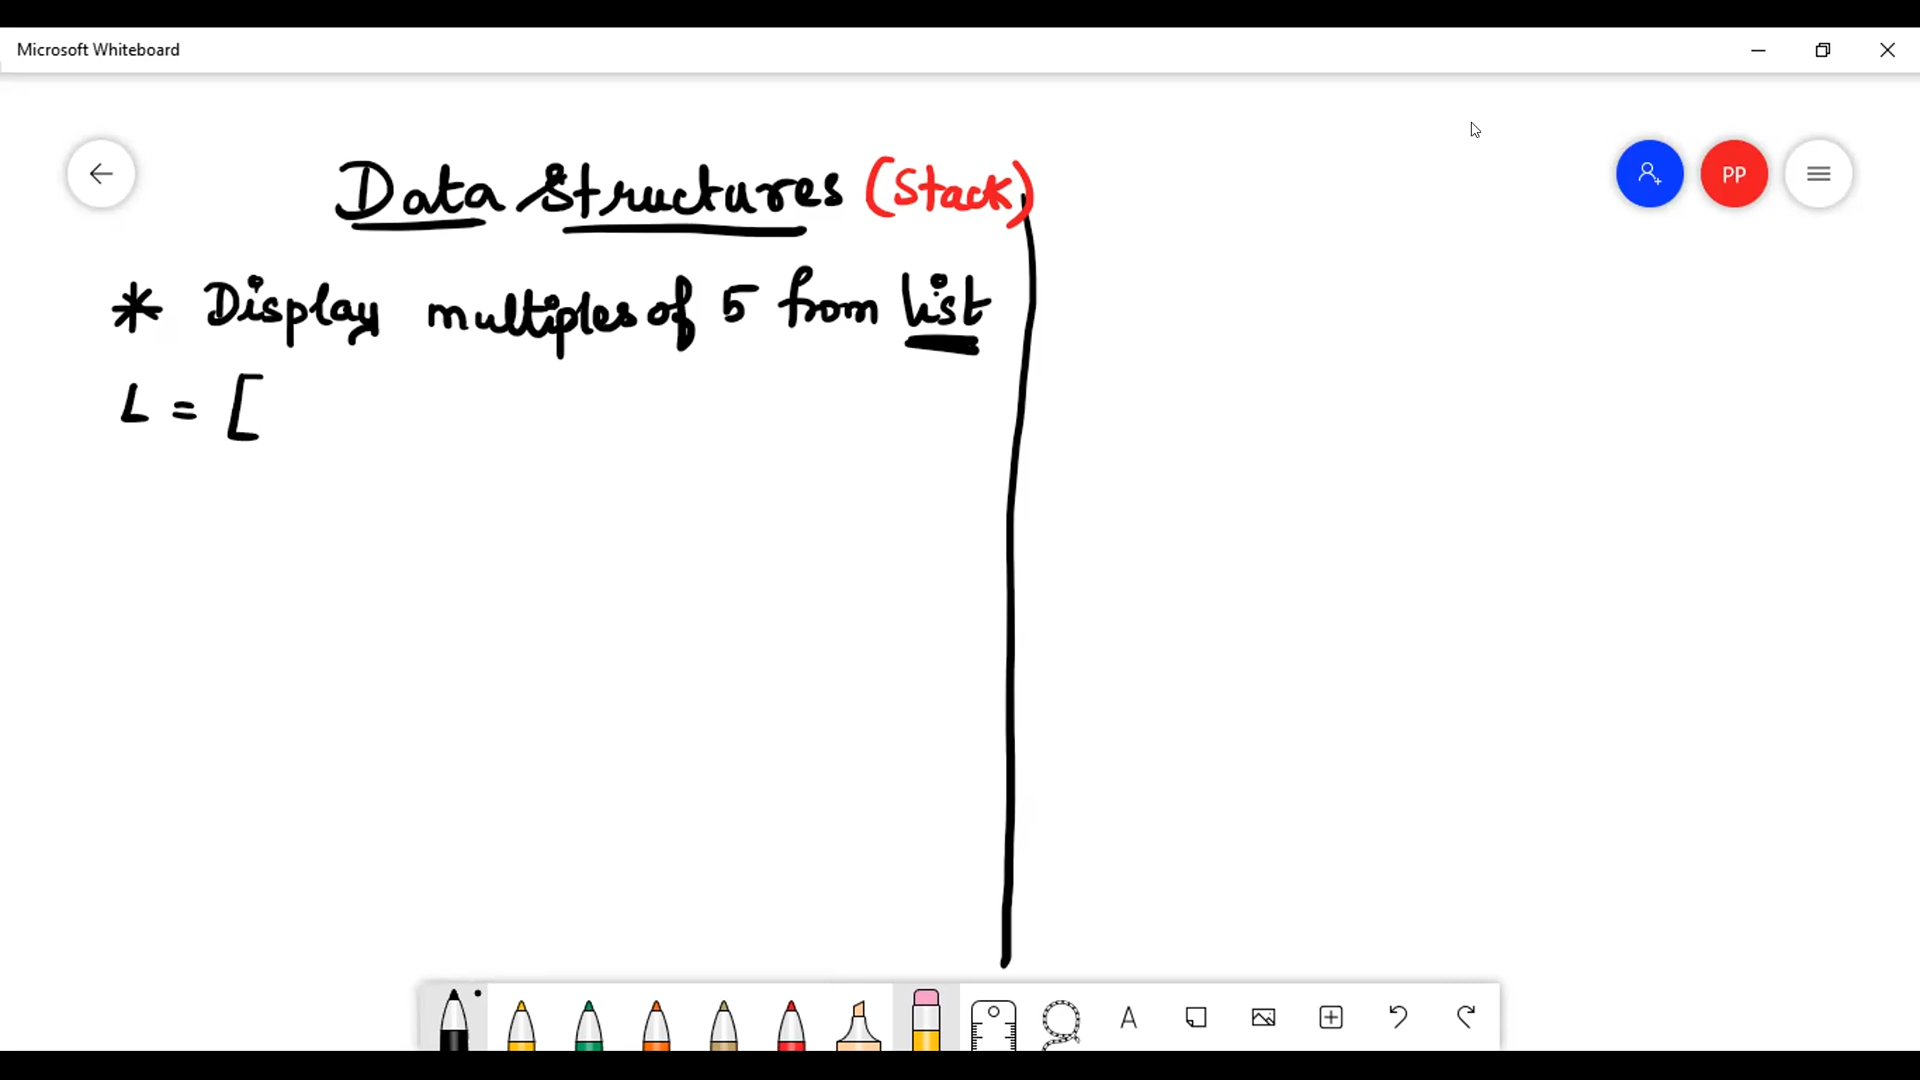 Microsoft Whiteboard
PP
Data Structures (Stack)
* Display multiples of 5 from list
L = [
A